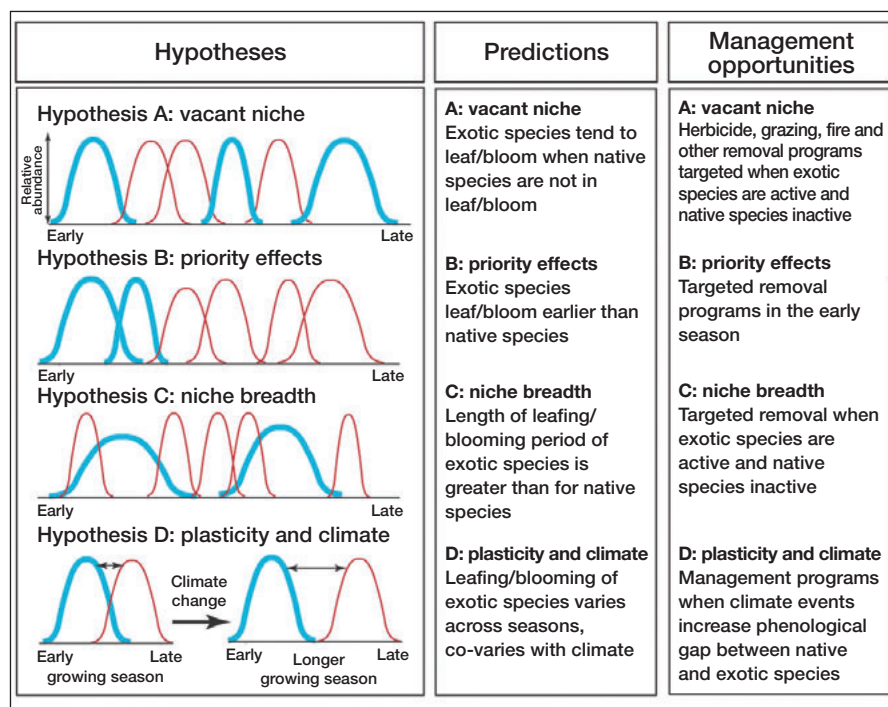 Hypotheses
Predictions
Management
opportunities
Hypothesis A: vacant niche
Relative
abundance
Early
Late
Hypothesis B: priority effects
Early
Late
Hypothesis C: niche breadth
Early
Late
Hypothesis D: plasticity and climate
Climate
change
Early
Late
growing season
Early
Longer
Late
growing season
A: vacant niche
Exotic species tend to
leaf/bloom when native
species are not in
leaf/bloom
B: priority effects
Exotic species
leaf/bloom earlier than
native species
C: niche breadth
Length of leafing/
blooming period of
exotic species is
greater than for native
species
D: plasticity and climate
Leafing/blooming of
exotic species varies
across seasons,
co-varies with climate
A: vacant niche
Herbicide, grazing, fire and
other removal programs
targeted when exotic
species are active and
native species inactive
B: priority effects
Targeted removal
programs in the early
season
C: niche breadth
Targeted removal when
exotic species are
active and native
species inactive
D: plasticity and climate
Management programs
when climate events
increase phenological
gap between native
and exotic species